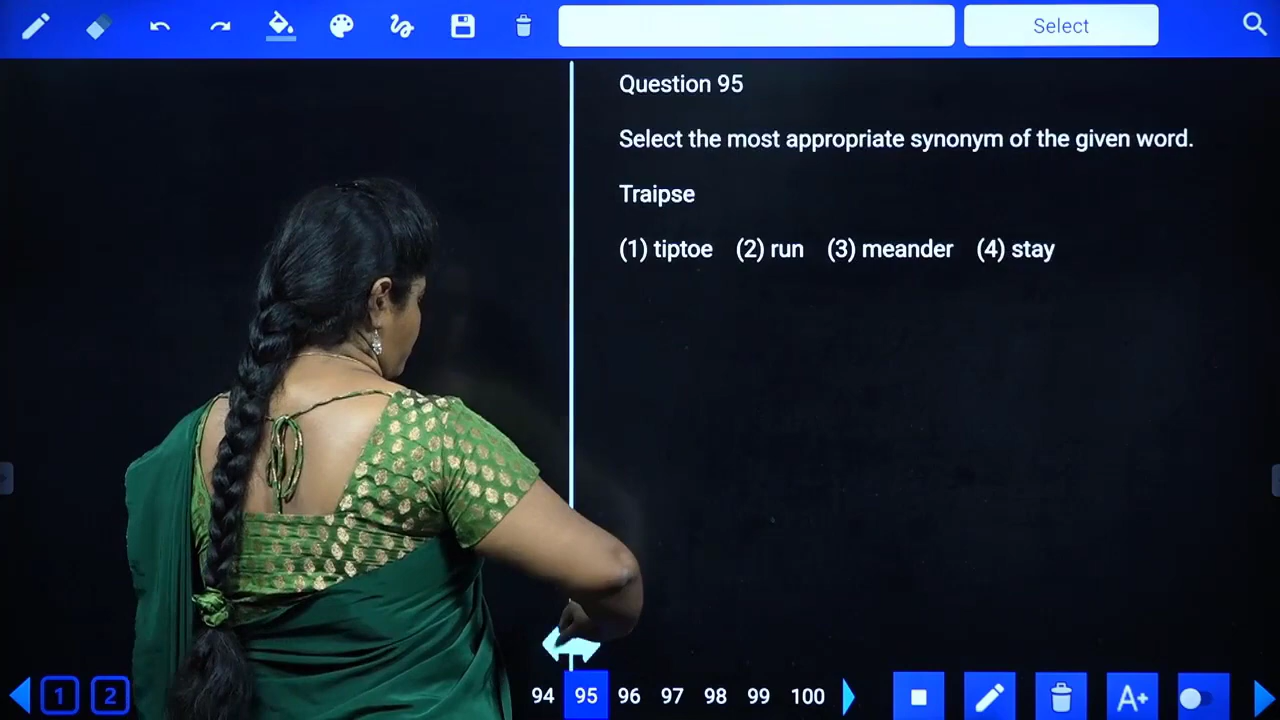 Select
Question 95
Select the most appropriate synonym of the given word.
Traipse
(1) tiptoe (2) run (3) meander (4) stay
1 2 94 95 96 97 98 99 100 A+